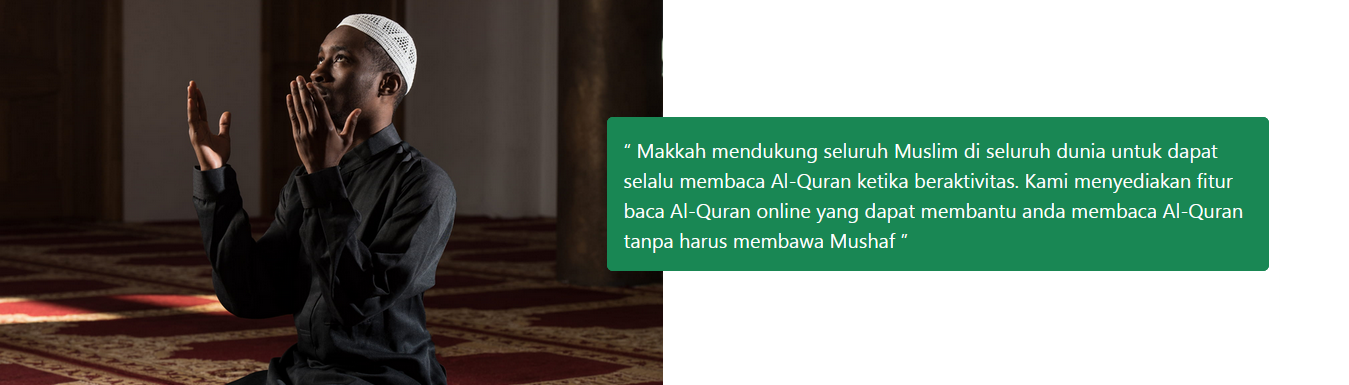 “ Makkah mendukung seluruh Muslim di seluruh dunia untuk dapat
selalu membaca Al-Quran ketika beraktivitas. Kami menyediakan fitur
baca Al-Quran online yang dapat membantu anda membaca Al-Quran
tanpa harus membawa Mushaf ”